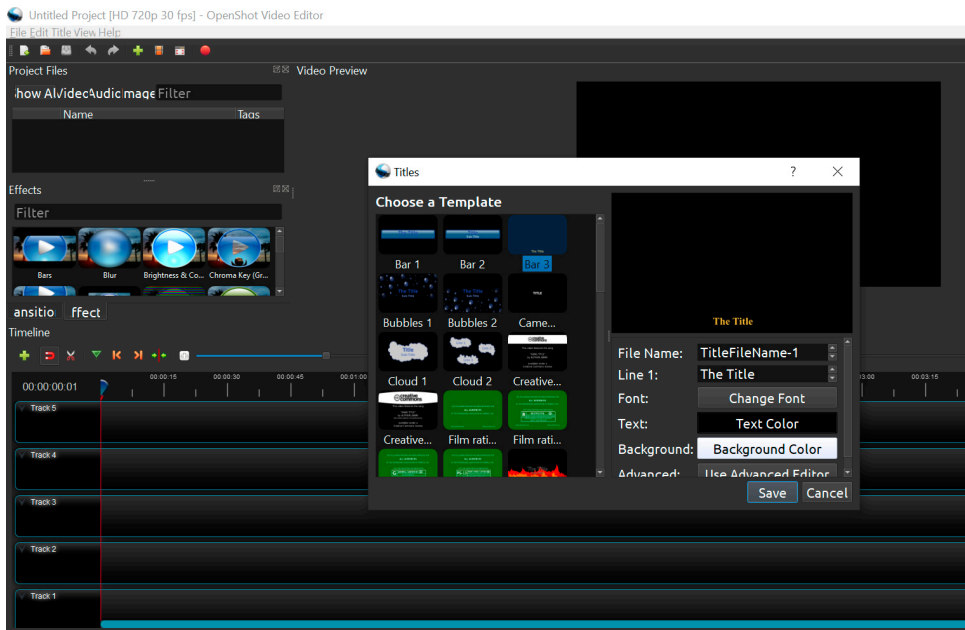 Untitled Project [HD 720p 30 fps] - OpenShot Video Editor
File Edit Title View Help
Project Files
Video Preview
Filter
Name Tags
Effects
Filter
Bars Blur Brightness & Co... Chroma Key (Gr...
ansitio ffect
Timeline
00:00:00:01
00:00:15 00:00:30 00:00:45 00:01:00 00:03:15
Track 5
Track 4
Track 3
Track 2
Track 1
Titles
Choose a Template
Bar 1 Bar 2 Bar 3
Bubbles 1 Bubbles 2 Came...
Cloud 1 Cloud 2 Creative...
Creative... Film rati... Film rati...
The Title
File Name: TitleFileName-1
Line 1: The Title
Font: Change Font
Text: Text Color
Background: Background Color
Advanced: Use Advanced Editor
Save Cancel